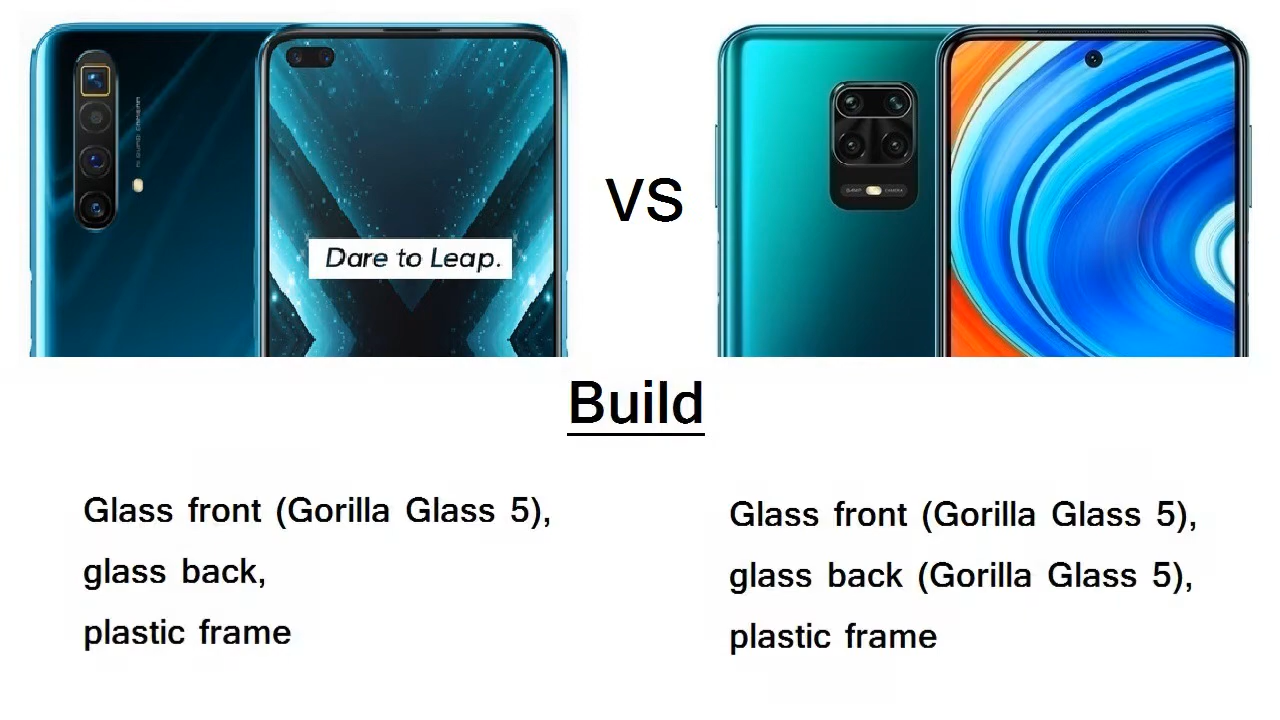 Dare to Leap.
VS
Build
Glass front (Gorilla Glass 5),
glass back,
plastic frame
Glass front (Gorilla Glass 5),
glass back (Gorilla Glass 5),
plastic frame